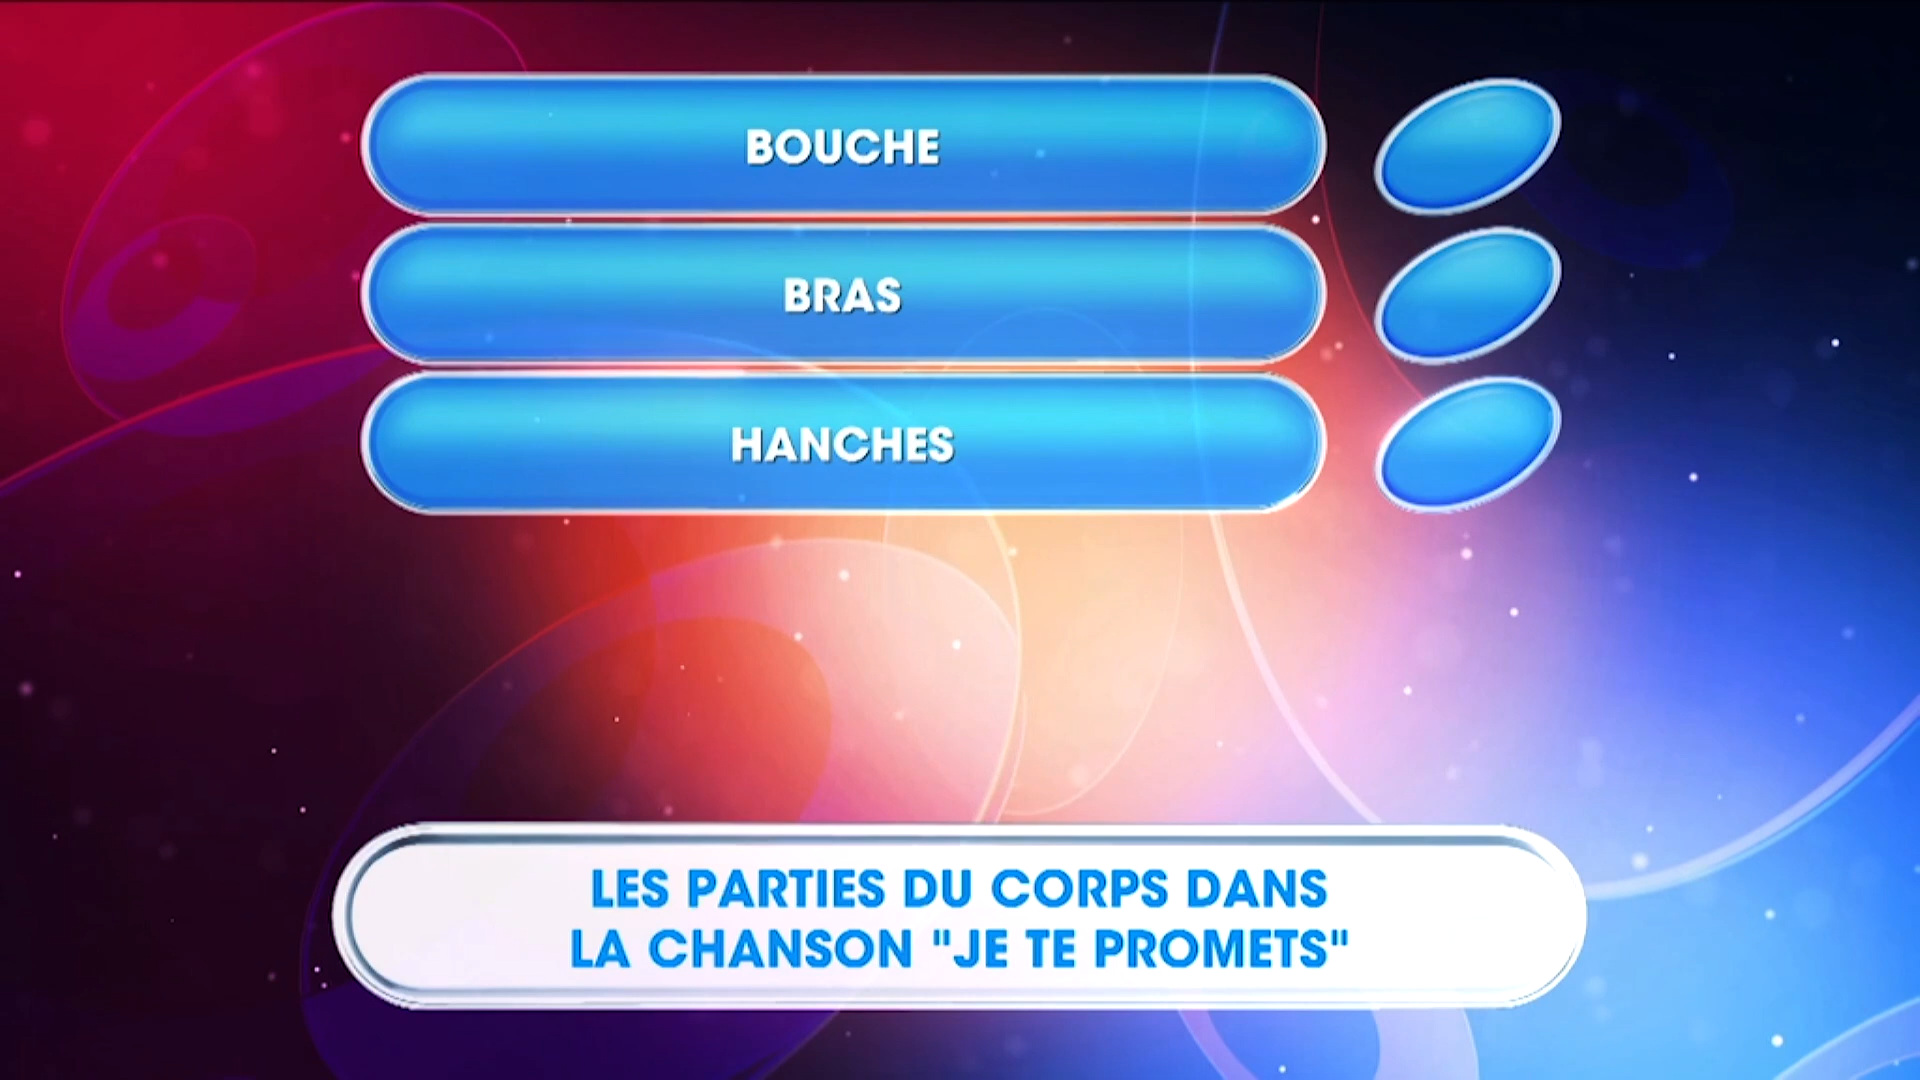 BOUCHE
BRAS
HANCHES
LES PARTIES DU CORPS DANS
LA CHANSON "JE TE PROMETS"